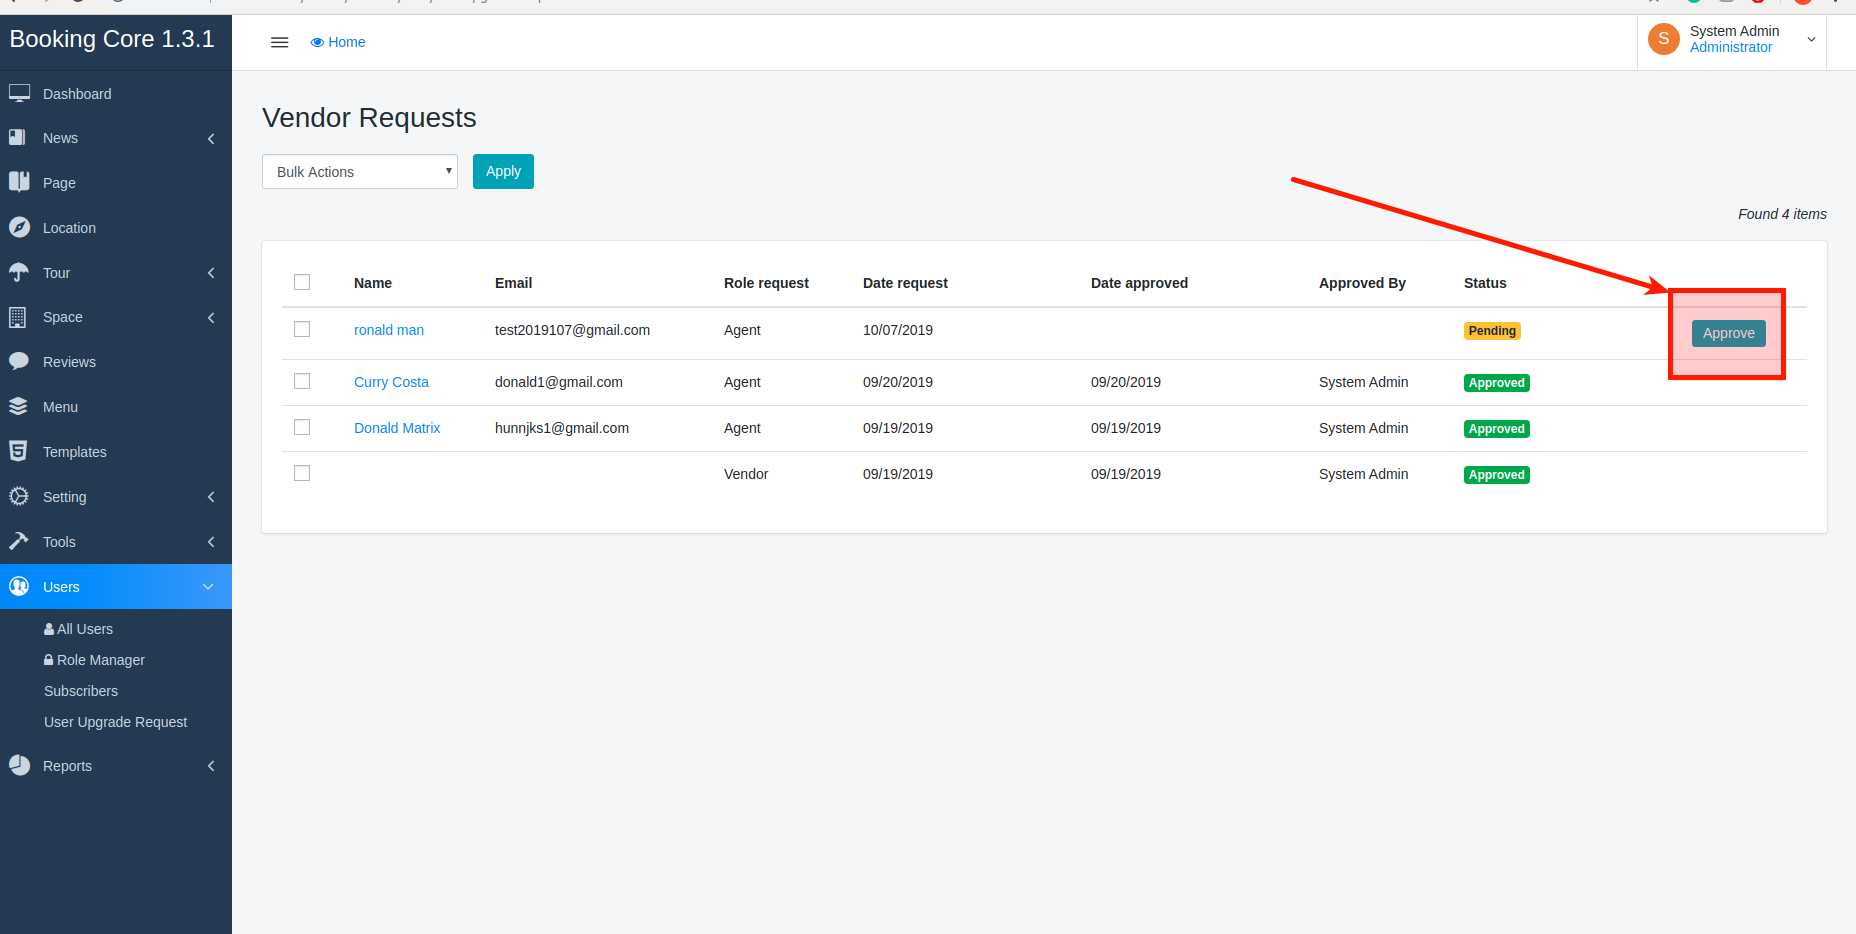 Booking Core 1.3.1
Home
System Admin
Administrator
S
Dashboard
News
Page
Location
Tour
Space
Reviews
Menu
Templates
Setting
Tools
Users
All Users
Role Manager
Subscribers
User Upgrade Request
Reports
Vendor Requests
Bulk Actions Apply
Found 4 items
Name Email Role request Date request Date approved Approved By Status
ronald man test2019107@gmail.com Agent 10/07/2019 Pending Approve
Curry Costa donald1@gmail.com Agent 09/20/2019 09/20/2019 System Admin Approved
Donald Matrix hunnjks1@gmail.com Agent 09/19/2019 09/19/2019 System Admin Approved
Vendor 09/19/2019 09/19/2019 System Admin Approved